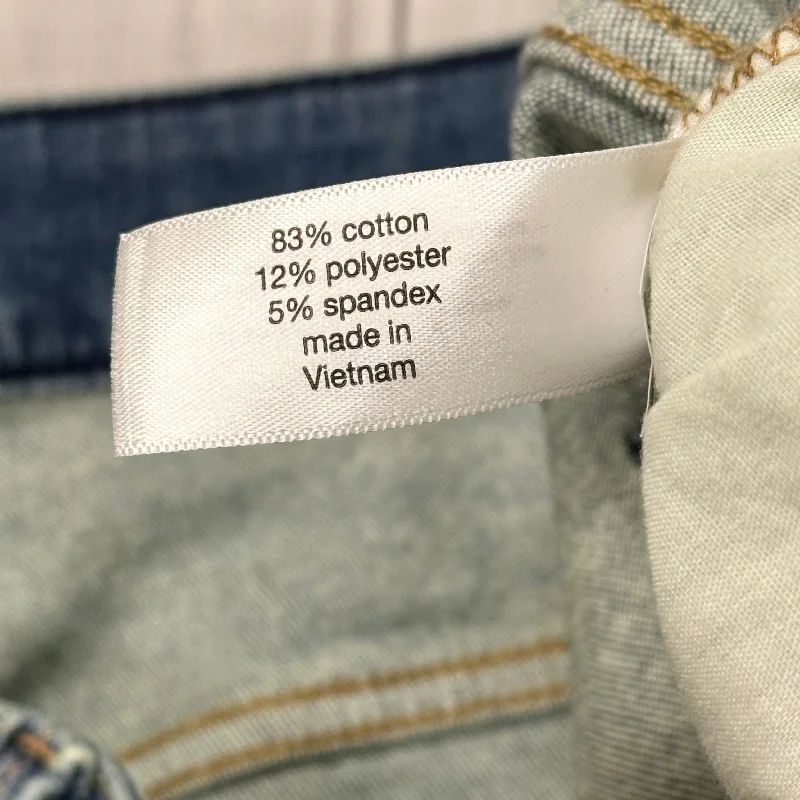 83% cotton
12% polyester
5% spandex
made in
Vietnam